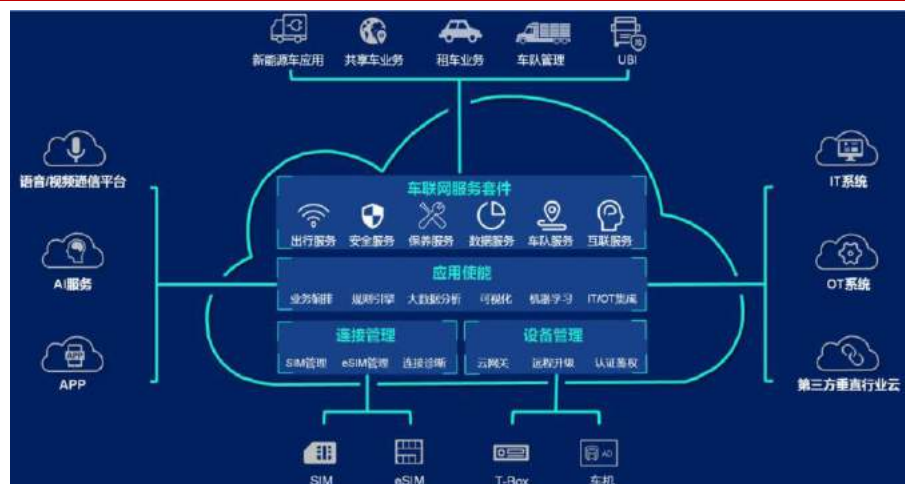 新能源车应用 共享车业务 租车业务 车队管理 UBI
语音/视频通信平台
AI服务
APP
车联网服务套件
出行服务 安全服务 保养服务 数据服务 车队服务 互联服务
应用使能
业务编排 规则引擎 大数据分析 可视化 机器学习 IT/OT集成
连接管理
SIM管理 eSIM管理 连接诊断
设备管理
云网关 远程升级 认证鉴权
IT系统
OT系统
第三方垂直行业云
SIM eSIM T-Box 车机
AD